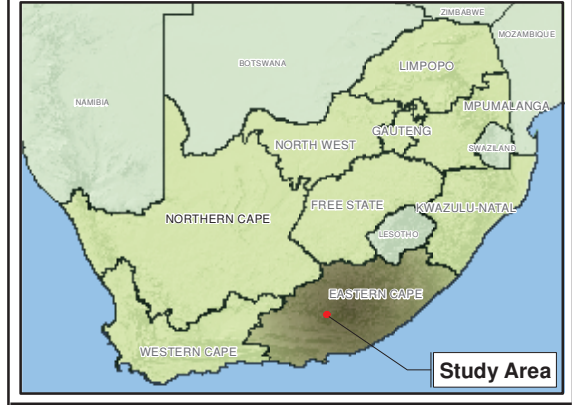 ZIMBABWE
MOZAMBIQUE
BOTSWANA
LIMPOPO
NAMIBIA
MPUMALANGA
GAUTENG
NORTH WEST
SWAZILAND
FREE STATE
KWAZULU-NATAL
NORTHERN CAPE
LESOTHO
EASTERN CAPE
WESTERN CAPE
Study Area